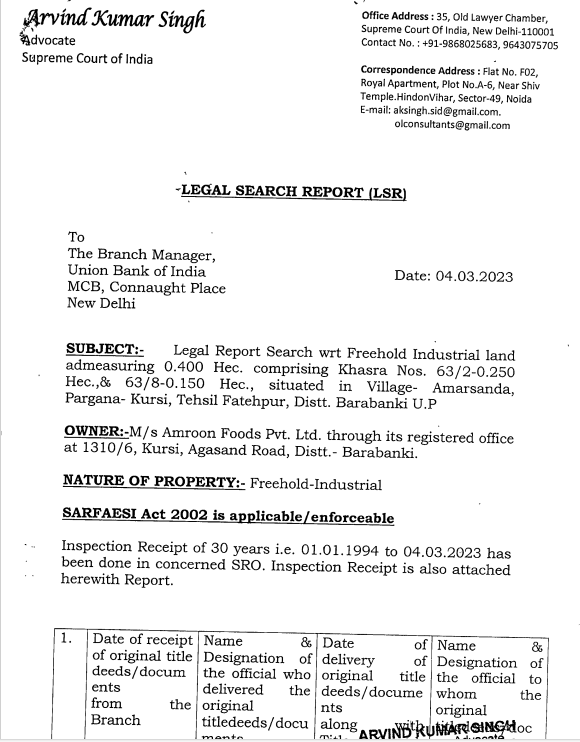 Arvind Kumar Singh
Advocate
Supreme Court of India
Office Address : 35, Old Lawyer Chamber,
Supreme Court Of India, New Delhi-110001
Contact No. : +91-9868025683, 9643075705
Correspondence Address : Flat No. F02,
Royal Apartment, Plot No.A-6, Near Shiv
Temple.HindonVihar, Sector-49, Noida
E-mail: aksingh.sid@gmail.com.
olconsultants@gmail.com
LEGAL SEARCH REPORT (LSR)
To
The Branch Manager,
Union Bank of India
MCB, Connaught Place
New Delhi
Date: 04.03.2023
SUBJECT:- Legal Report Search wrt Freehold Industrial land
admeasuring 0.400 Hec. comprising Khasra Nos. 63/2-0.250
Hec.,& 63/8-0.150 Hec., situated in Village- Amarsanda,
Pargana- Kursi, Tehsil Fatehpur, Distt. Barabanki U.P
OWNER:-M/s Amroon Foods Pvt. Ltd. through its registered office
at 1310/6, Kursi, Agasand Road, Distt.- Barabanki.
NATURE OF PROPERTY:- Freehold-Industrial
SARFAESI Act 2002 is applicable/enforceable
Inspection Receipt of 30 years i.e. 01.01.1994 to 04.03.2023 has
been done in concerned SRO. Inspection Receipt is also attached
herewith Report.
1.
Date of receipt
of original title
deeds/docum
ents
from the
Branch
Name &
Designation of
the official who
delivered the
original
titledeeds/docu
Date of
delivery of
original title
deeds/docume
nts
along with
Name &
Designation of
the official to
whom the
original
ARVIND KUMAR SINGH